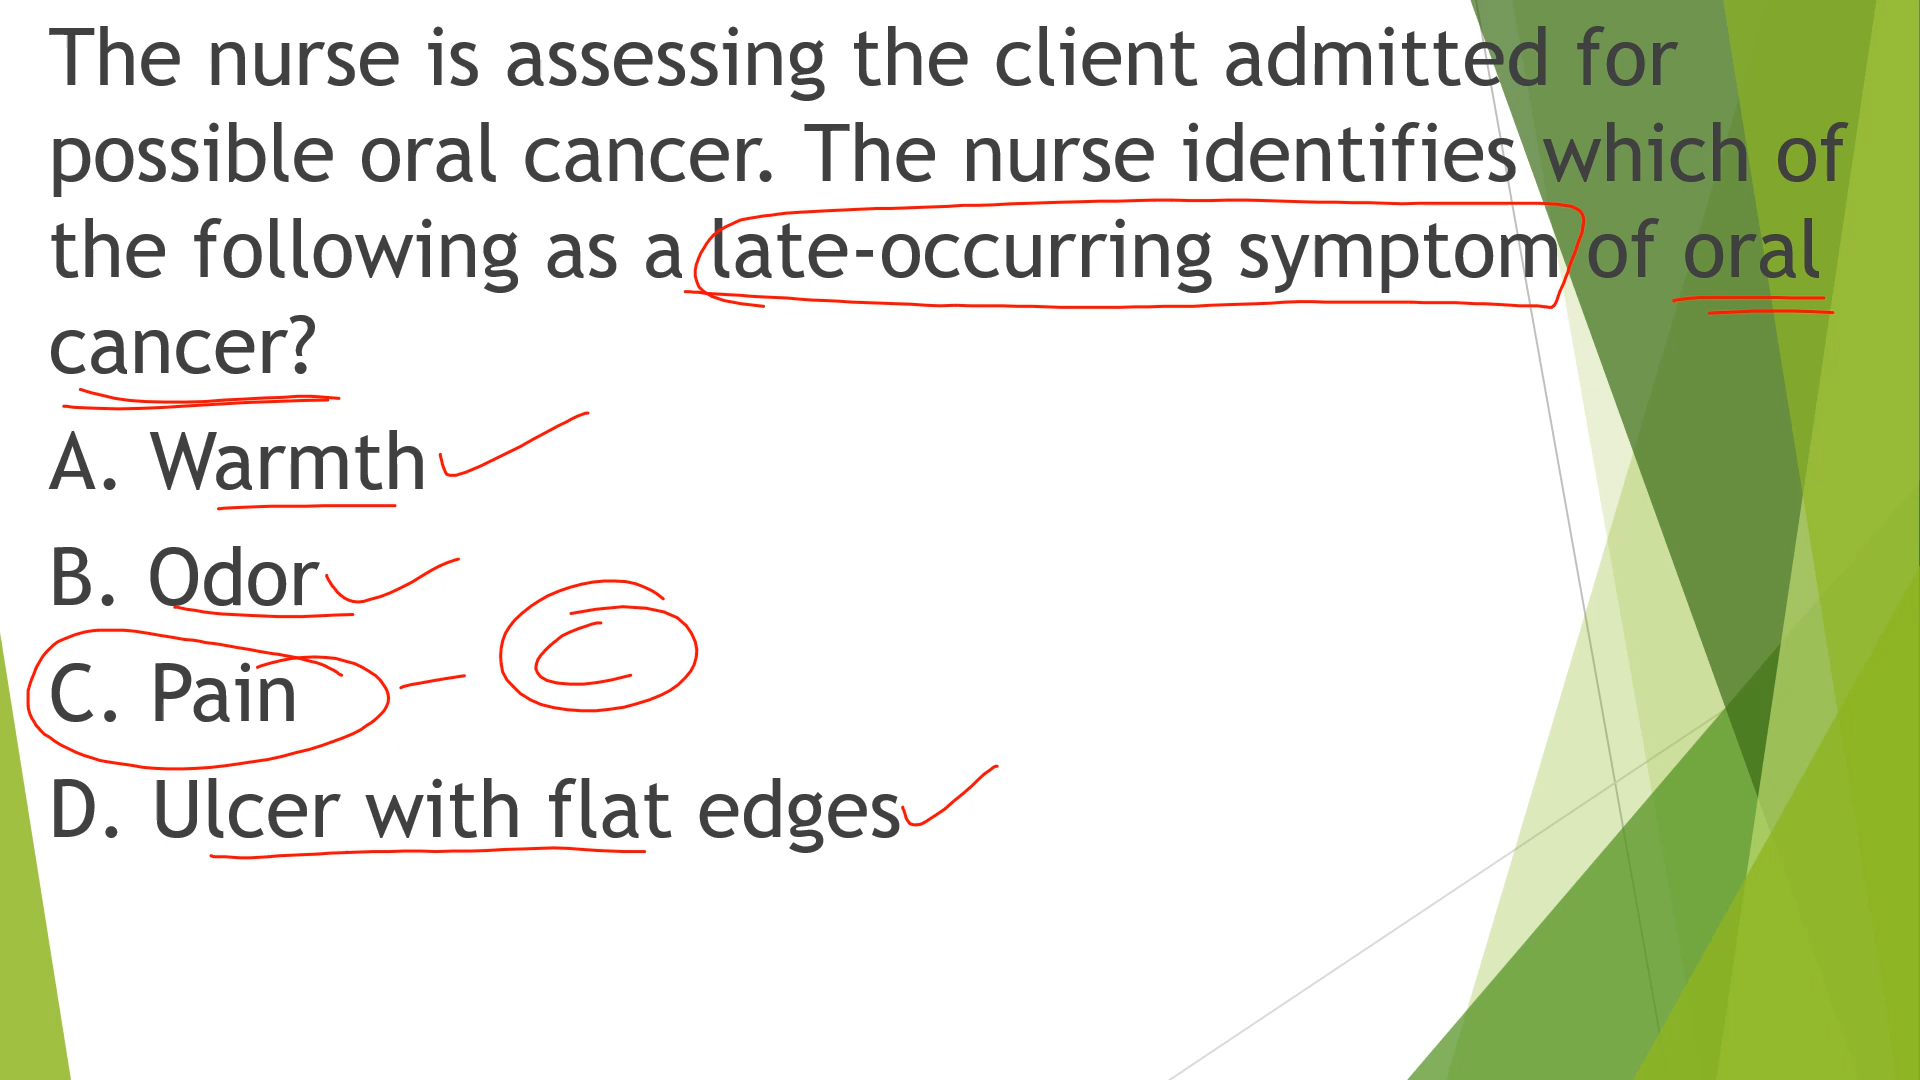 The nurse is assessing the client admitted for
possible oral cancer. The nurse identifies which of
the following as a late-occurring symptom of oral
cancer?
A. Warmth
B. Odor
C. Pain
D. Ulcer with flat edges